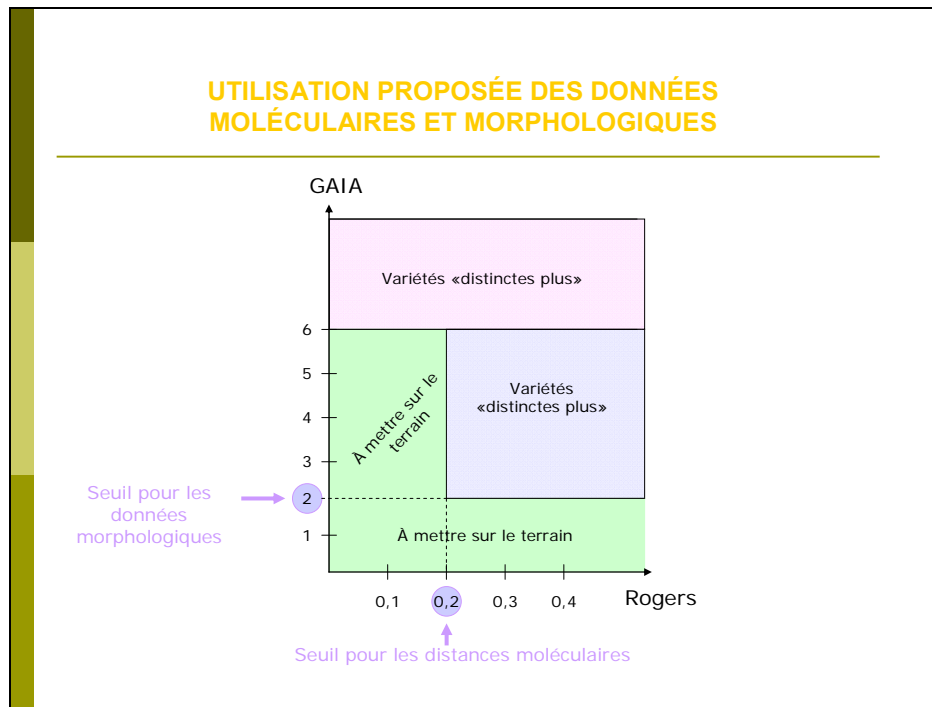 UTILISATION PROPOSÉE DES DONNÉES
MOLÉCULAIRES ET MORPHOLOGIQUES
GAIA
Variétés «distinctes plus»
6
5
4
3
2
1
À mettre sur le
terrain
Variétés
«distinctes plus»
Seuil pour les
données
morphologiques
À mettre sur le terrain
0,1 0,2 0,3 0,4
Rogers
Seuil pour les distances moléculaires